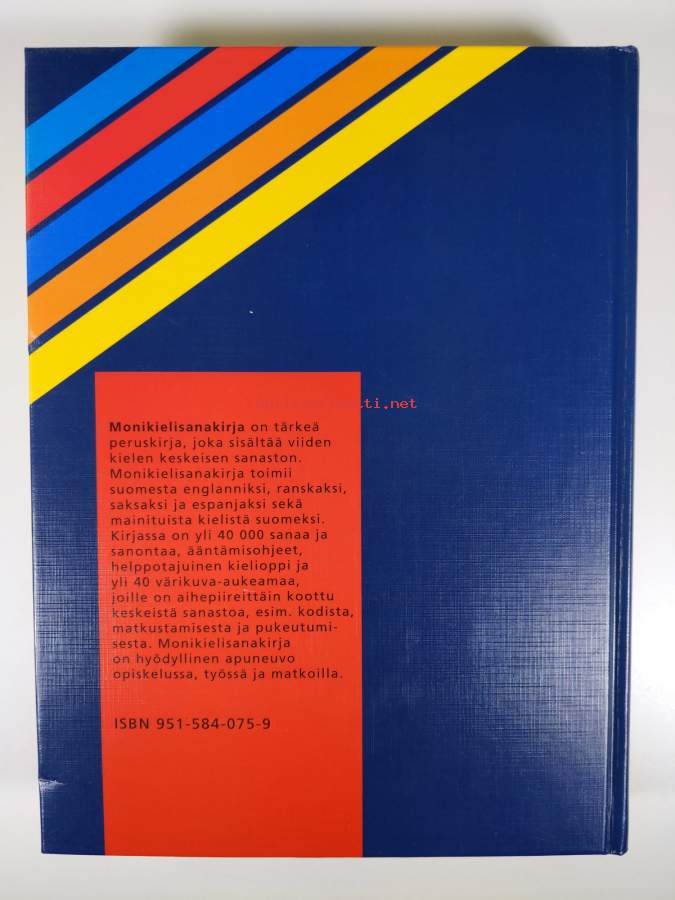 ti.net
Monikielisanakirja on tärkeä
peruskirja, joka sisältää viiden
kielen keskeisen sanaston.
Monikielisanakirja toimii
suomesta englanniksi, ranskaksi,
saksaksi ja espanjaksi sekä
mainituista kielistä suomeksi.
Kirjassa on yli 40 000 sanaa ja
sanontaa, ääntämisohjeet,
helppotajuinen kielioppi ja
yli 40 värikuva-aukeamaa,
joille on aihepiireittäin koottu
keskeistä sanastoa, esim. kodista,
matkustamisesta ja pukeutumi-
sesta. Monikielisanakirja
on hyödyllinen apuneuvo
opiskelussa, työssä ja matkoilla.
ISBN 951-584-075-9